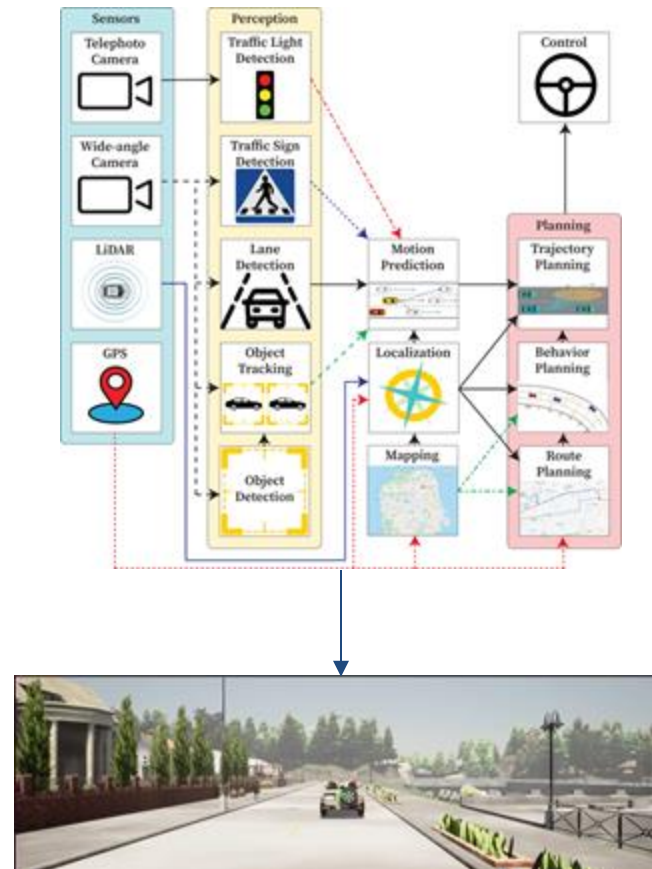 Sensors
Telephoto
Camera
Wide-angle
Camera
LiDAR
GPS
Perception
Traffic Light
Detection
Traffic Sign
Detection
Lane
Detection
Object
Tracking
Object
Detection
Motion
Prediction
Localization
Mapping
Control
Planning
Trajectory
Planning
Behavior
Planning
Route
Planning